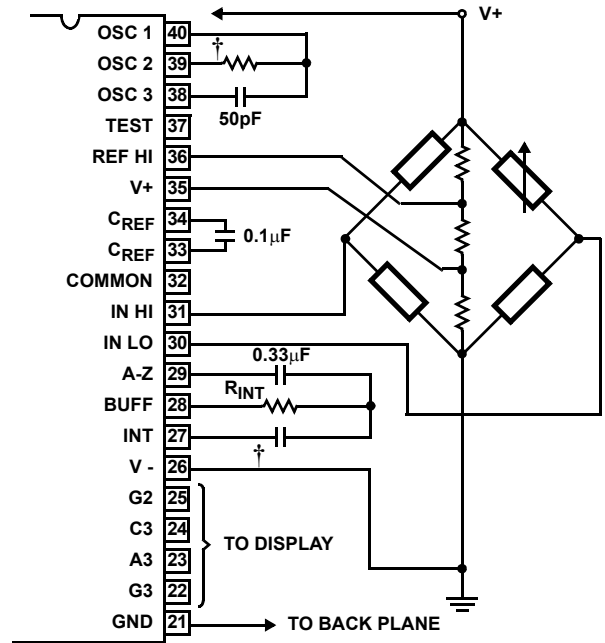 V+
OSC 1 40
OSC 2 39 †
OSC 3 38
50pF
TEST 37
REF HI 36
V+ 35
CREF 34
0.1µF
CREF 33
COMMON 32
IN HI 31
IN LO 30
0.33µF
A-Z 29
RINT
BUFF 28
INT 27
†
V - 26
G2 25
C3 24
TO DISPLAY
A3 23
G3 22
GND 21 TO BACK PLANE